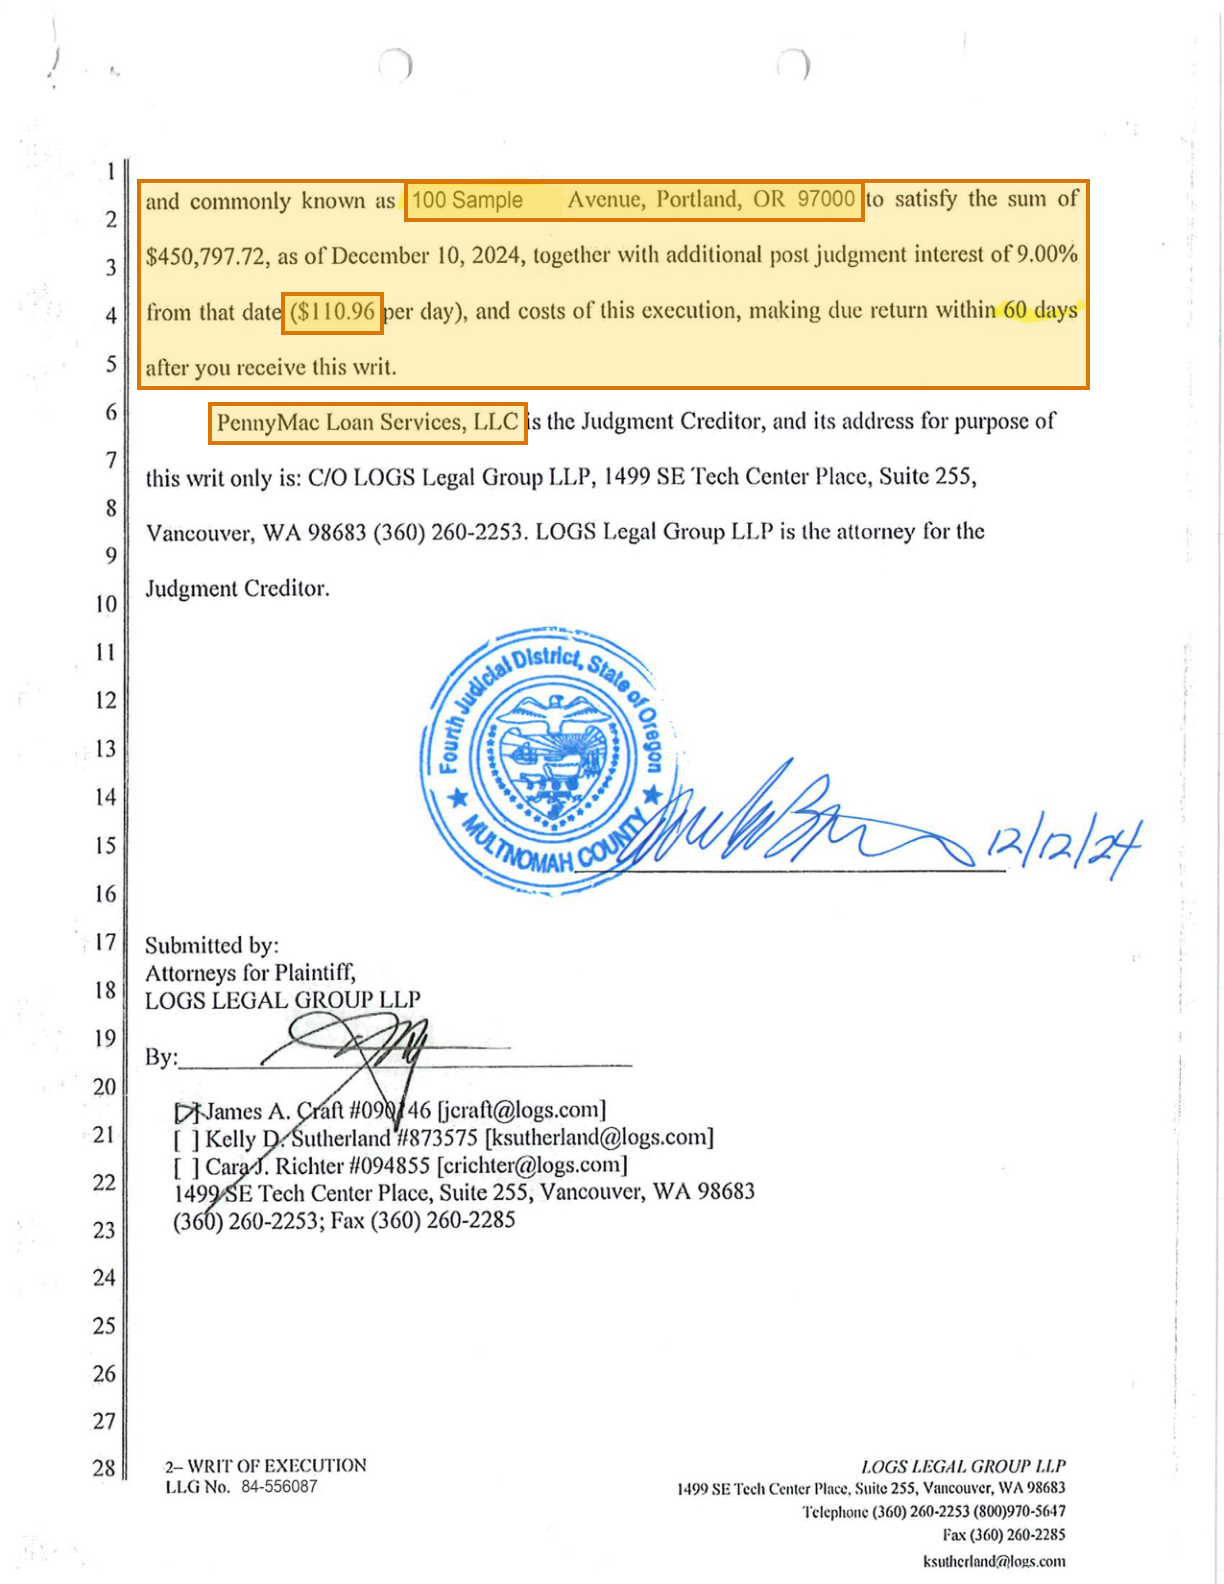 1
2
3
4
5
6
7
8
9
10
11
12
13
14
15
16
17
18
19
20
21
22
23
24
25
26
27
28
and commonly known as 100 Sample Avenue, Portland, OR 97000 to satisfy the sum of
$450,797.72, as of December 10, 2024, together with additional post judgment interest of 9.00%
from that date ($110.96 per day), and costs of this execution, making due return within 60 days
after you receive this writ.
PennyMac Loan Services, LLC is the Judgment Creditor, and its address for purpose of
this writ only is: C/O LOGS Legal Group LLP, 1499 SE Tech Center Place, Suite 255,
Vancouver, WA 98683 (360) 260-2253. LOGS Legal Group LLP is the attorney for the
Judgment Creditor.
Fourth Judicial District, State of Oregon
★ MULTNOMAH COUNTY ★
12/12/24
Submitted by:
Attorneys for Plaintiff,
LOGS LEGAL GROUP LLP
By:
James A. Craft #090146 [jcraft@logs.com]
[ ] Kelly D. Sutherland #873575 [ksutherland@logs.com]
[ ] Cara J. Richter #094855 [crichter@logs.com]
1499 SE Tech Center Place, Suite 255, Vancouver, WA 98683
(360) 260-2253; Fax (360) 260-2285
2– WRIT OF EXECUTION
LLG No. 84-556087
LOGS LEGAL GROUP LLP
1499 SE Tech Center Place, Suite 255, Vancouver, WA 98683
Telephone (360) 260-2253 (800)970-5647
Fax (360) 260-2285
ksutherland@logs.com